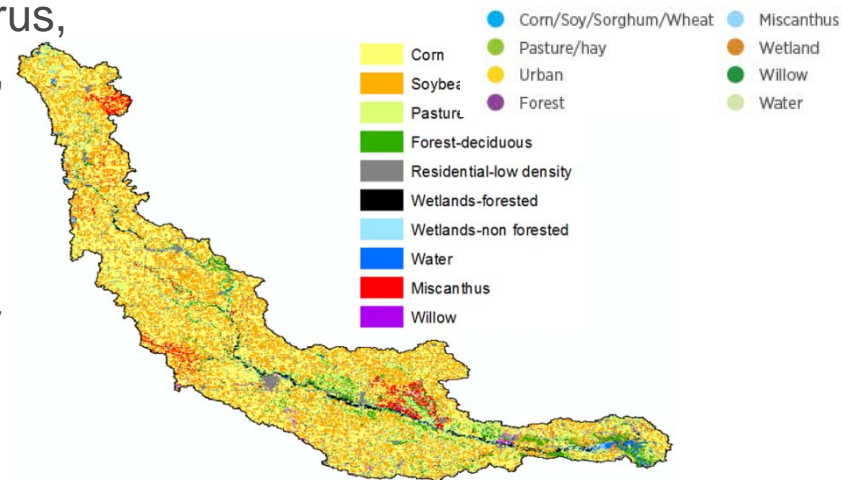 rus,
,
,
Corn
Soybea
Pasture
Forest-deciduous
Residential-low density
Wetlands-forested
Wetlands-non forested
Water
Miscanthus
Willow
Corn/Soy/Sorghum/Wheat
Pasture/hay
Urban
Forest
Miscanthus
Wetland
Willow
Water